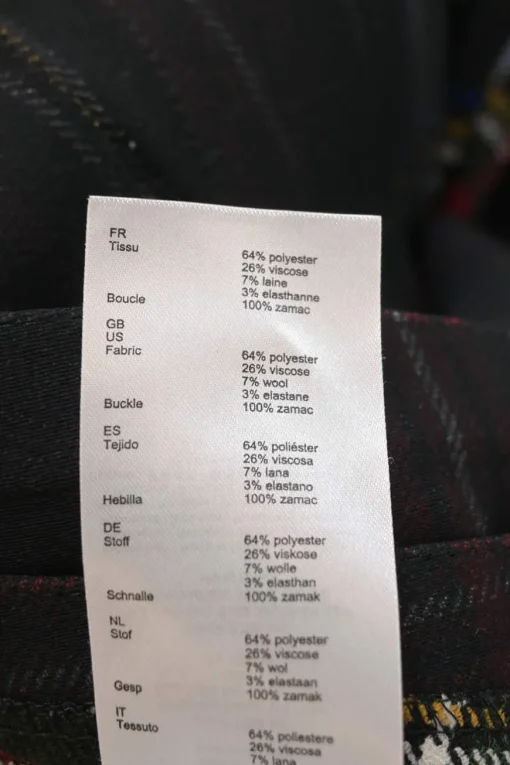 FR
Tissu
64% polyester
26% viscose
7% laine
3% elasthanne
Boucle
100% zamac
GB
US
Fabric
64% polyester
26% viscose
7% wool
3% elastane
Buckle
100% zamac
ES
Tejido
64% poliéster
26% viscosa
7% lana
3% elastano
Hebilla
100% zamac
DE
Stoff
64% polyester
26% viskose
7% wolle
3% elasthan
Schnalle
100% zamak
NL
Stof
64% polyester
26% viscose
7% wol
3% elastaan
Gesp
100% zamak
IT
Tessuto
64% poliestere
26% viscosa
7% lana